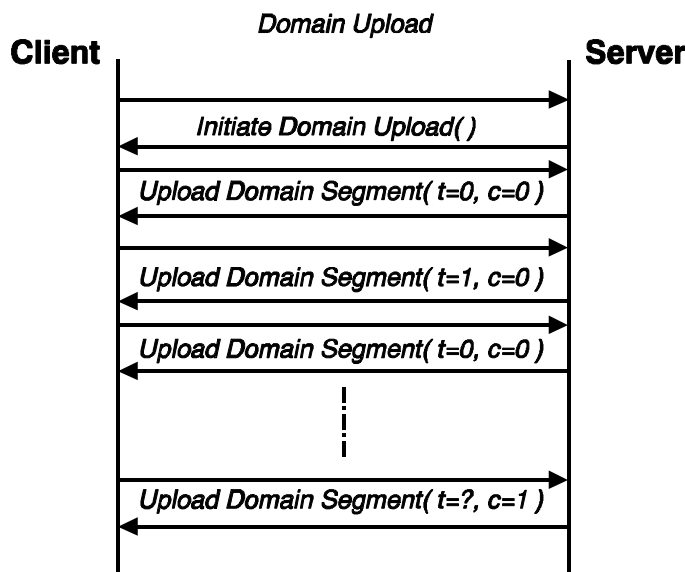 Domain Upload
Client
Server
Initiate Domain Upload( )
Upload Domain Segment( t=0, c=0 )
Upload Domain Segment( t=1, c=0 )
Upload Domain Segment( t=0, c=0 )
Upload Domain Segment( t=?, c=1 )